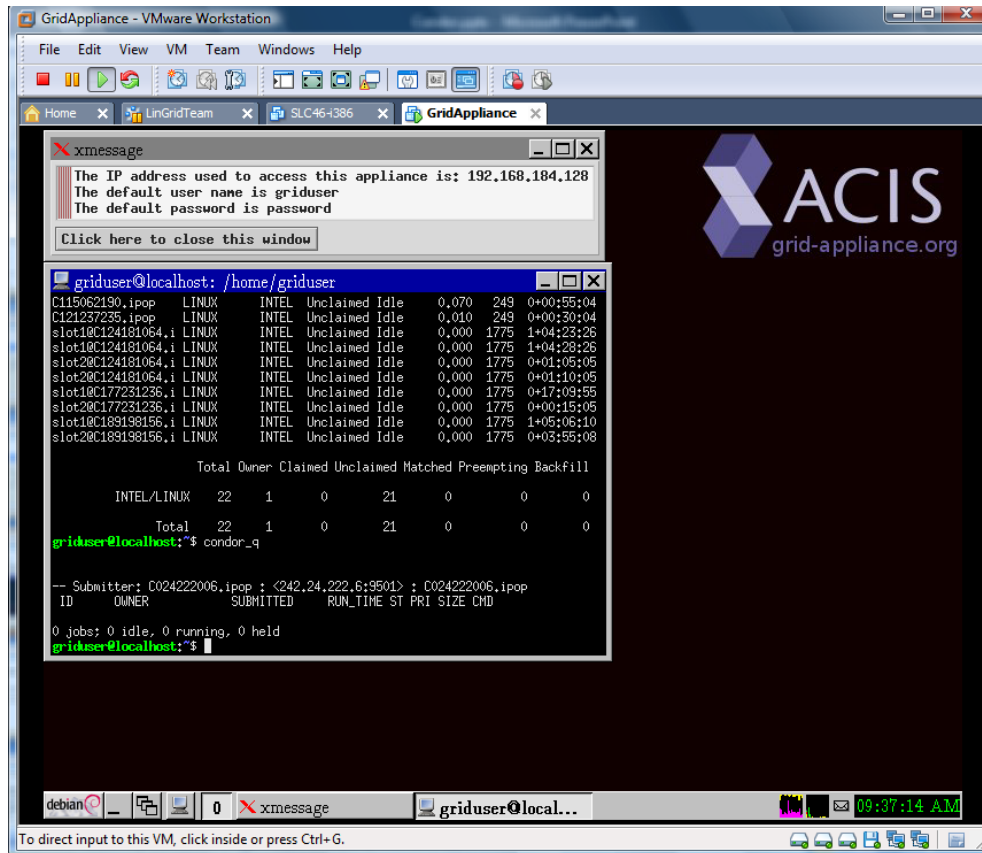 GridAppliance - VMware Workstation
File Edit View VM Team Windows Help
Home LinGridTeam SLC46-i386 GridAppliance
xmessage
The IP address used to access this appliance is: 192.168.184.128
The default user name is griduser
The default password is password
Click here to close this window
ACIS
grid-appliance.org
griduser@localhost: /home/griduser
C115062190.ipop LINUX INTEL Unclaimed Idle 0.070 249 0+00:55:04
C121237235.ipop LINUX INTEL Unclaimed Idle 0.010 249 0+00:30:04
slot1@C124181064.i LINUX INTEL Unclaimed Idle 0.000 1775 1+04:23:26
slot1@C124181064.i LINUX INTEL Unclaimed Idle 0.000 1775 1+04:28:26
slot2@C124181064.i LINUX INTEL Unclaimed Idle 0.000 1775 0+01:05:05
slot2@C124181064.i LINUX INTEL Unclaimed Idle 0.000 1775 0+01:10:05
slot1@C177231236.i LINUX INTEL Unclaimed Idle 0.000 1775 0+17:09:55
slot2@C177231236.i LINUX INTEL Unclaimed Idle 0.000 1775 0+00:15:05
slot1@C189198156.i LINUX INTEL Unclaimed Idle 0.000 1775 1+05:06:10
slot2@C189198156.i LINUX INTEL Unclaimed Idle 0.000 1775 0+03:55:08
Total Owner Claimed Unclaimed Matched Preempting Backfill
INTEL/LINUX 22 1 0 21 0 0 0
Total 22 1 0 21 0 0 0
griduser@localhost:~$ condor_q
-- Submitter: C024222006.ipop : <242.24.222.6:9501> : C024222006.ipop
ID OWNER SUBMITTED RUN_TIME ST PRI SIZE CMD
0 jobs; 0 idle, 0 running, 0 held
griduser@localhost:~$
debian 0 xmessage griduser@local... 09:37:14 AM
To direct input to this VM, click inside or press Ctrl+G.